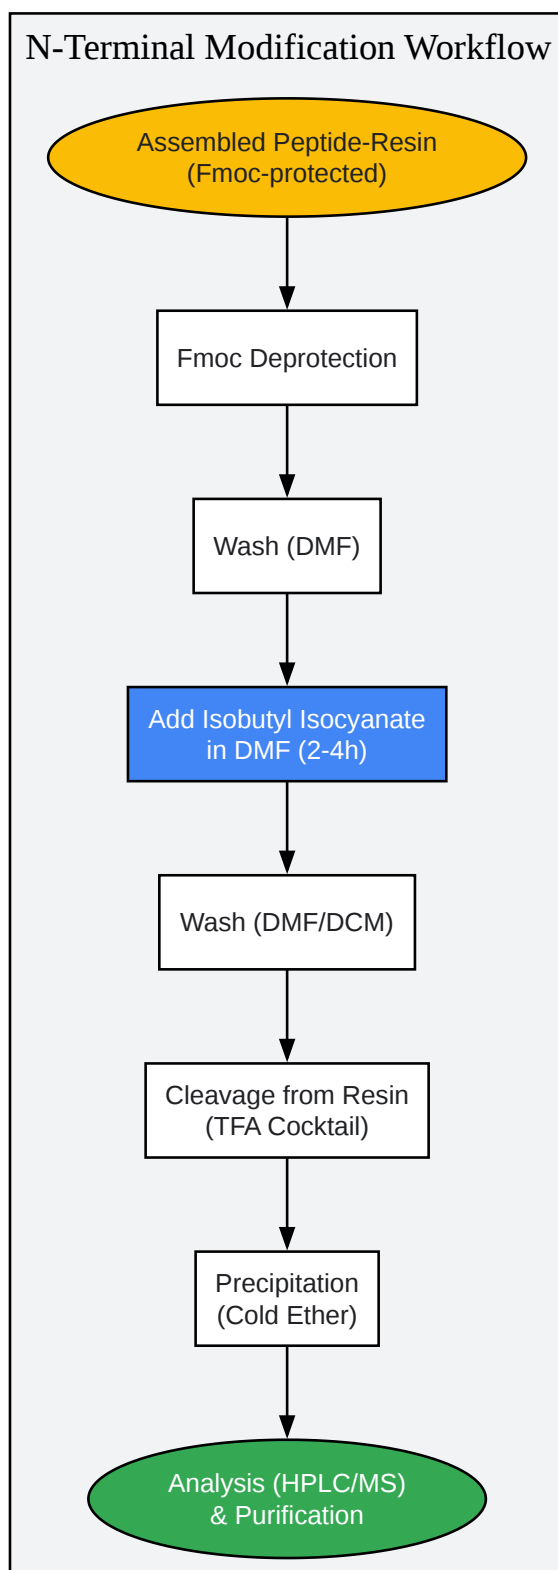 N-Terminal Modification Workflow
Assembled Peptide-Resin
(Fmoc-protected)
Fmoc Deprotection
Wash (DMF)
Add Isobutyl Isocyanate
in DMF (2-4h)
Wash (DMF/DCM)
Cleavage from Resin
(TFA Cocktail)
Precipitation
(Cold Ether)
Analysis (HPLC/MS)
& Purification